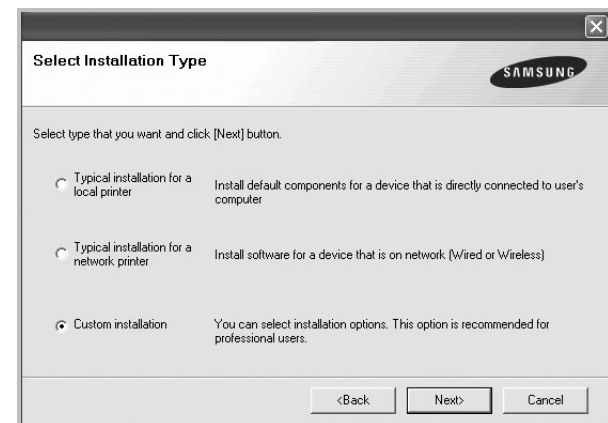 Select Installation Type
SAMSUNG
Select type that you want and click [Next] button.
Typical installation for a
local printer
Install default components for a device that is directly connected to user's
computer
Typical installation for a
network printer
Install software for a device that is on network (Wired or Wireless)
Custom installation
You can select installation options. This option is recommended for
professional users.
<Back
Next>
Cancel